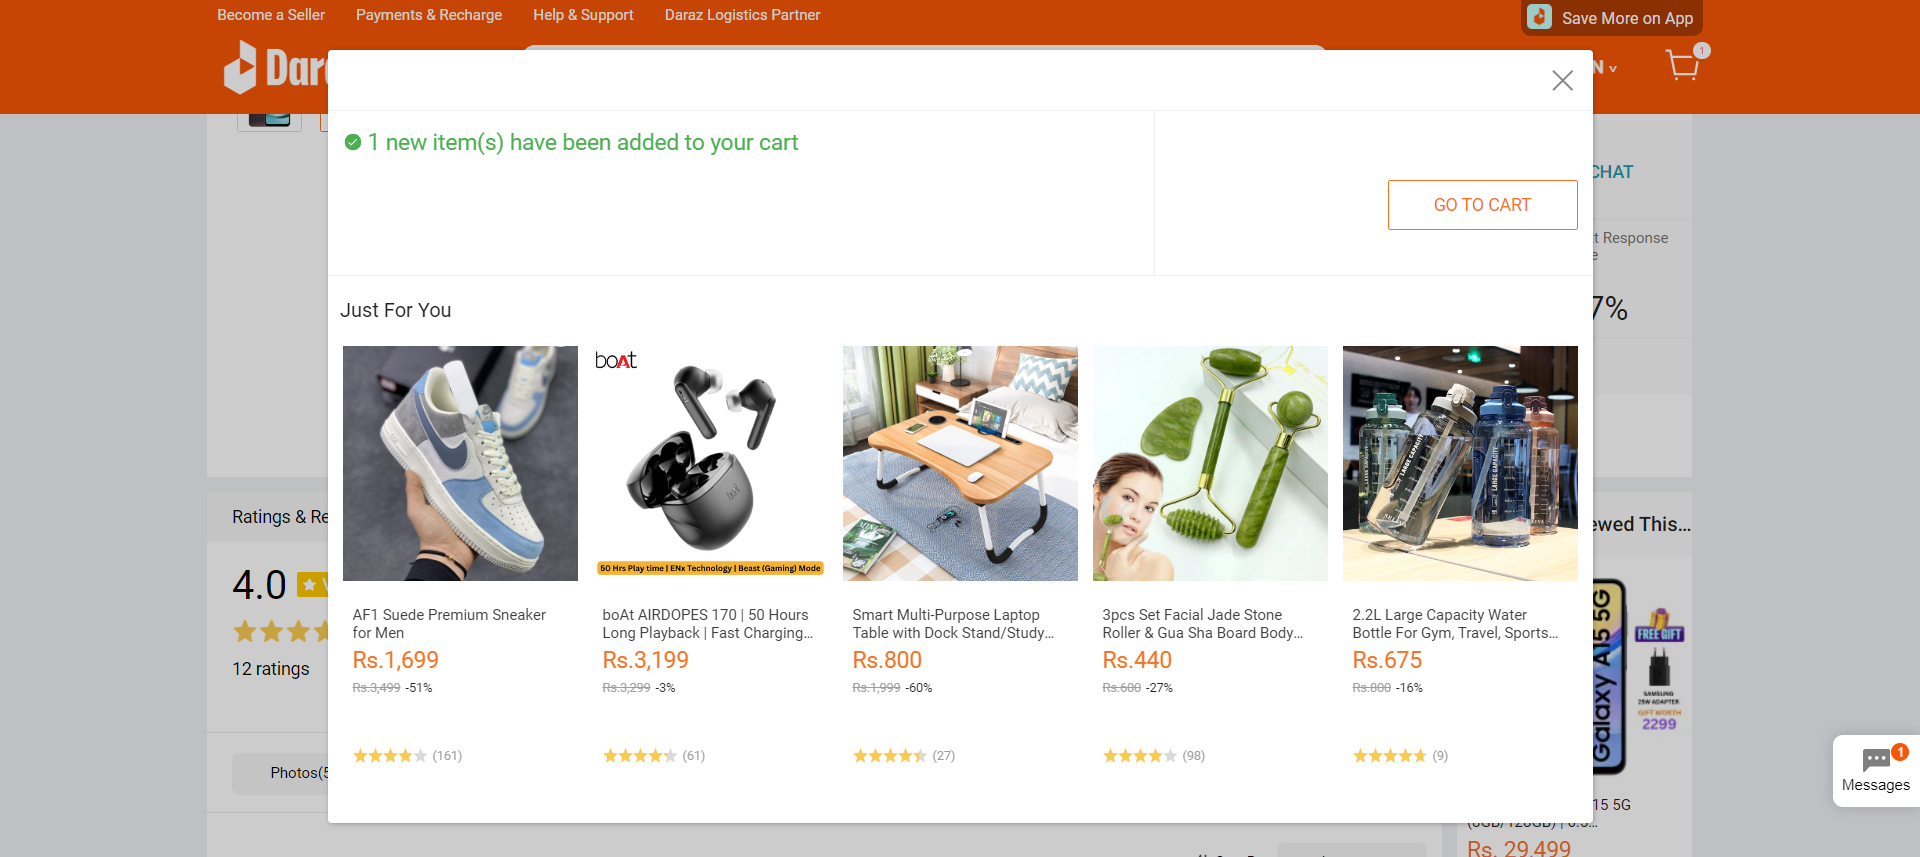 Become a Seller
Payments & Recharge
Help & Support
Daraz Logistics Partner
Save More on App
1
1 new item(s) have been added to your cart
CHAT
GO TO CART
Response
7%
Just For You
boAt
LARGE CAPACITY
LARGE CAPACITY
50 Hrs Play time | ENx Technology | Beast (Gaming) Mode
Ratings &
This...
4.0
12 ratings
Photos
AF1 Suede Premium Sneaker
for Men
Rs.1,699
Rs.3,499 -51%
(161)
boAt AIRDOPES 170 | 50 Hours
Long Playback | Fast Charging...
Rs.3,199
Rs.3,299 -3%
(61)
Smart Multi-Purpose Laptop
Table with Dock Stand/Study...
Rs.800
Rs.1,999 -60%
(27)
3pcs Set Facial Jade Stone
Roller & Gua Sha Board Body...
Rs.440
Rs.600 -27%
(98)
2.2L Large Capacity Water
Bottle For Gym, Travel, Sports...
Rs.675
Rs.800 -16%
(9)
Galaxy A15 5G
FREE GIFT
SAMSUNG
25W ADAPTER
GIFT WORTH
2299
15 5G
Rs. 29,499
1
Messages